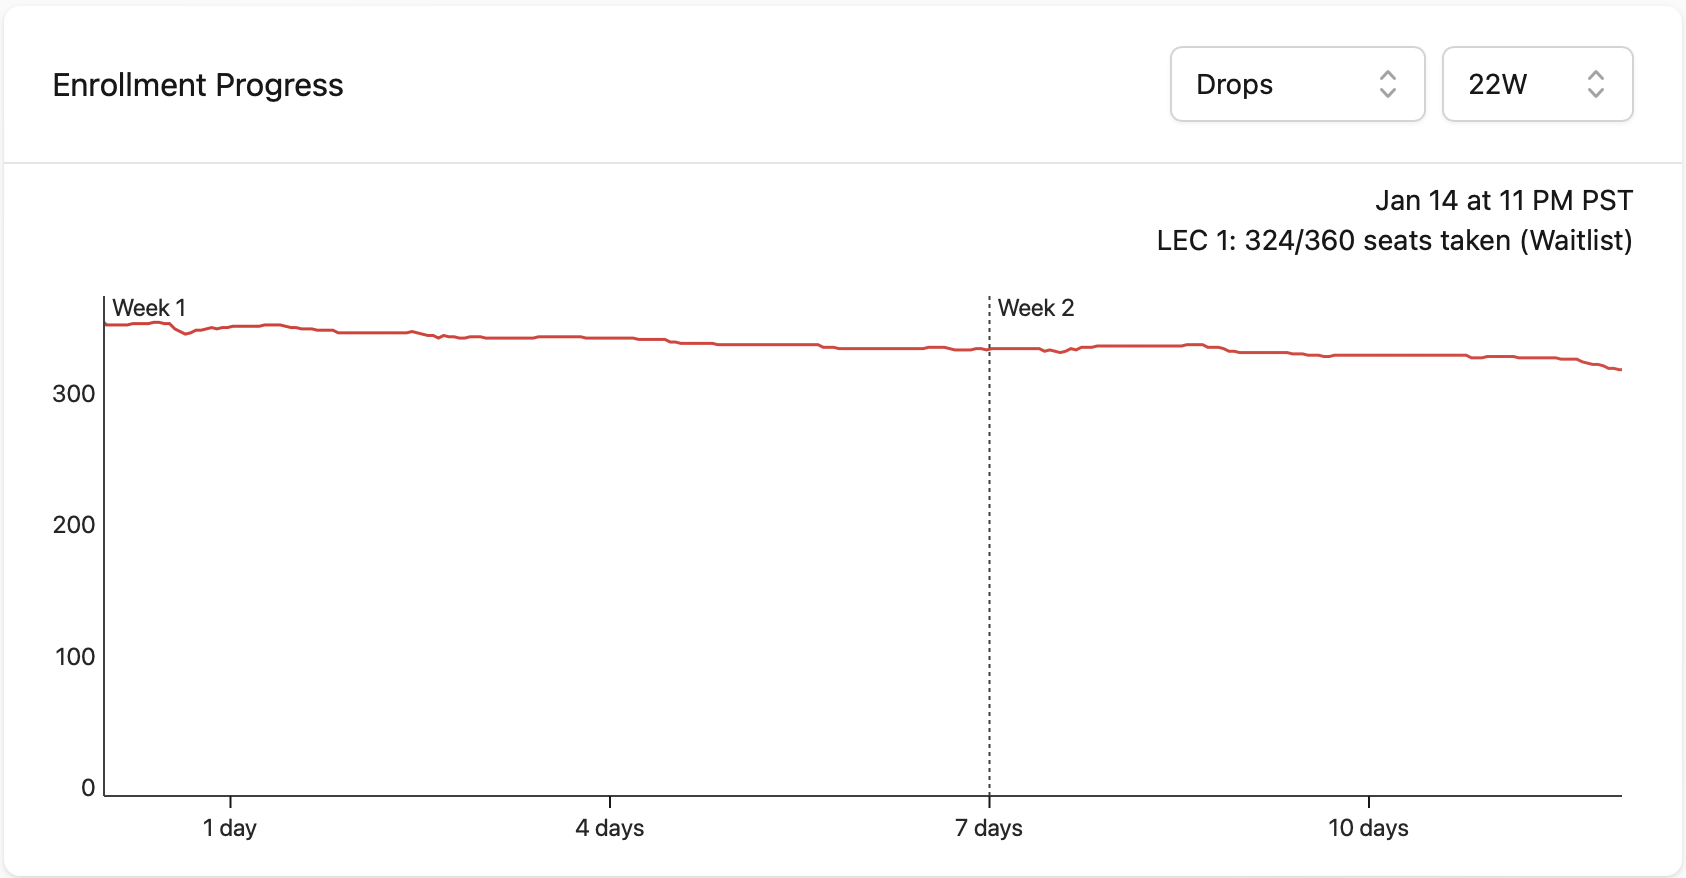 Enrollment Progress
Drops
22W
Jan 14 at 11 PM PST
LEC 1: 324/360 seats taken (Waitlist)
Week 1
Week 2
300
200
100
0
1 day
4 days
7 days
10 days